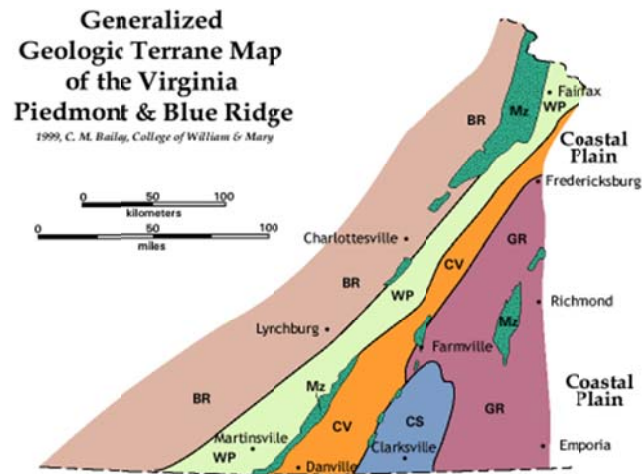 Generalized
Geologic Terrane Map
of the Virginia
Piedmont & Blue Ridge
1999, C. M. Bailey, College of William & Mary
0 50 100
kilometers
0 50 100
miles
BR
Mz
WP
Fairfax
Coastal
Plain
Fredericksburg
Charlottesville
GR
CV
BR
WP
Richmond
Mz
Lyrchburg
Farmville
Mz
Coastal
Plain
BR
CV
CS
GR
Martinsville
WP
Clarksville
Emporia
Danville